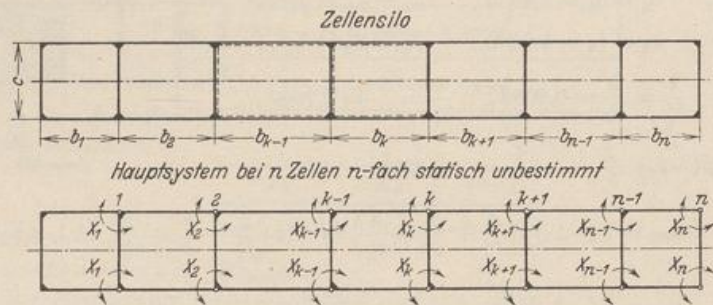 Zellensilo
c
b₁ b₂ bₖ₋₁ bₖ bₖ₊₁ bₙ₋₁ bₙ
Hauptsystem bei n Zellen n-fach statisch unbestimmt
1 2 k-1 k k+1 n-1 n
X₁ X₂ Xₖ₋₁ Xₖ Xₖ₊₁ Xₙ₋₁ Xₙ
X₁ X₂ Xₖ₋₁ Xₖ Xₖ₊₁ Xₙ₋₁ Xₙ